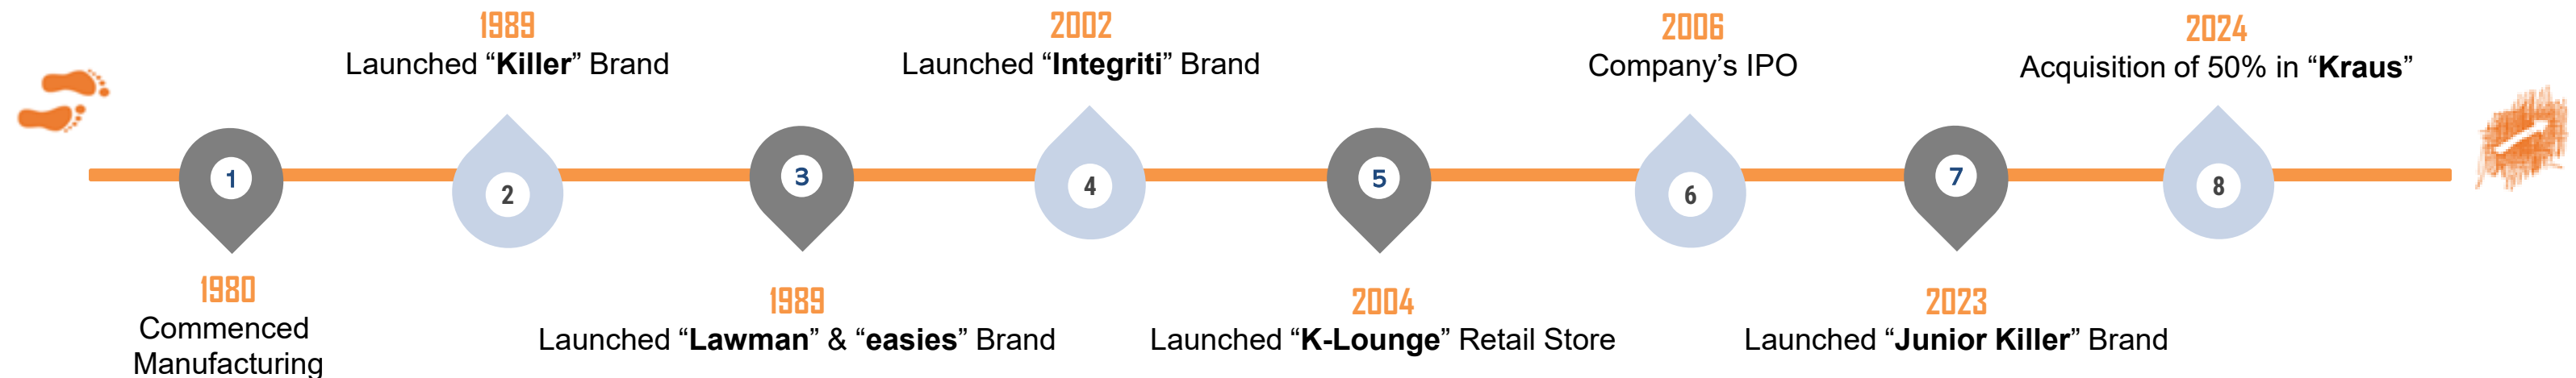 1989
Launched “Killer” Brand
2002
Launched “Integriti” Brand
2006
Company’s IPO
2024
Acquisition of 50% in “Kraus”
1
2
3
4
5
6
7
8
1980
Commenced
Manufacturing
1989
Launched “Lawman” & “easies” Brand
2004
Launched “K-Lounge” Retail Store
2023
Launched “Junior Killer” Brand